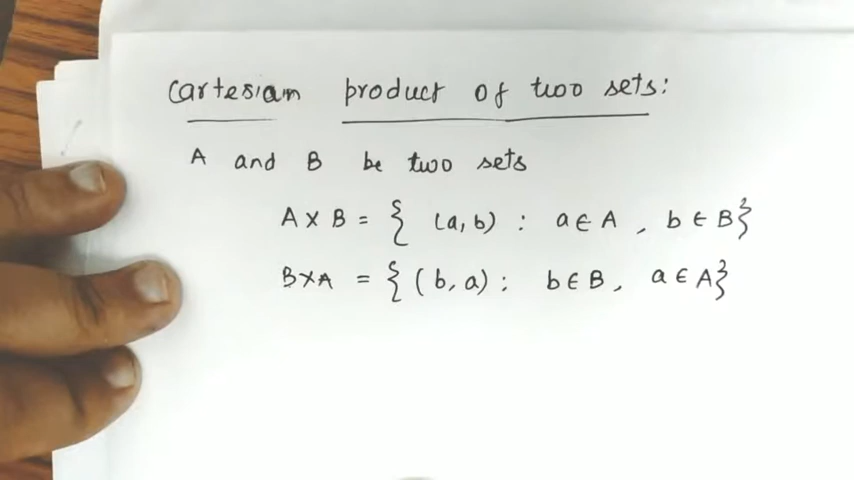 Cartesian product of two sets:
A and B be two sets
A × B = { (a, b) : a ∈ A , b ∈ B}
B×A = { (b, a) : b ∈ B, a ∈ A}